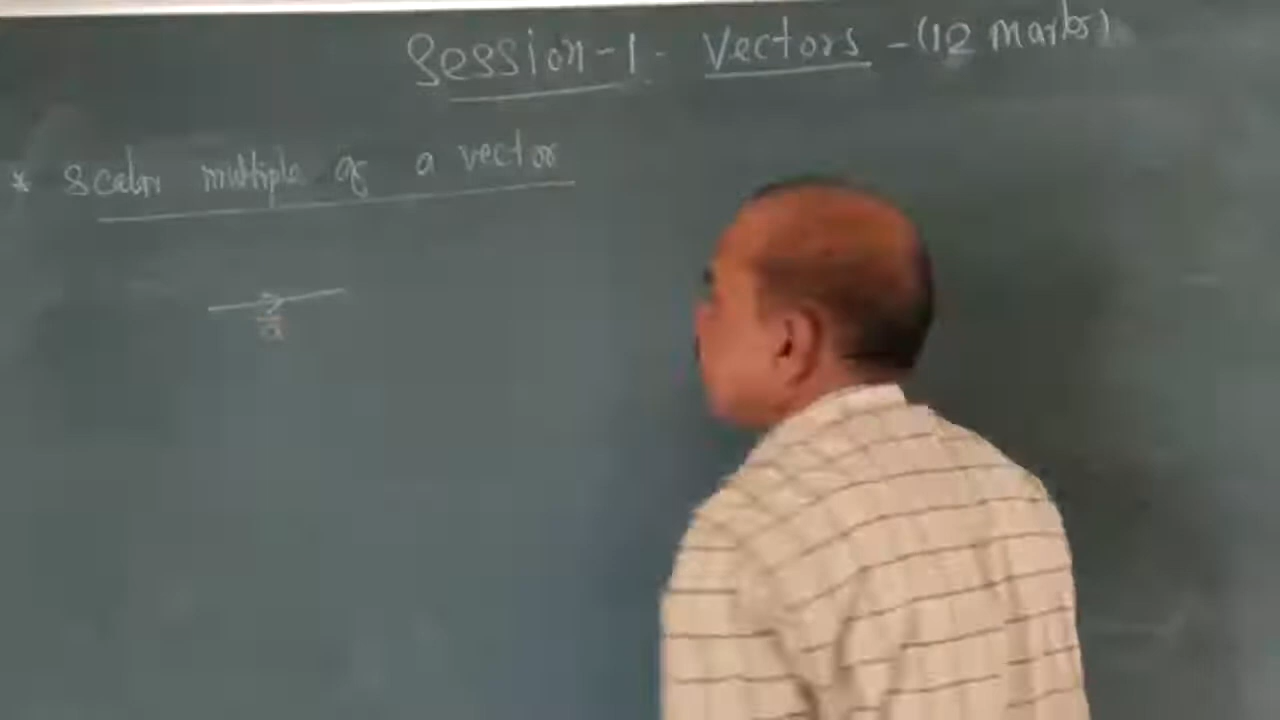 Session-1. Vectors - (12 marks)
* Scalar multiple of a vector
a